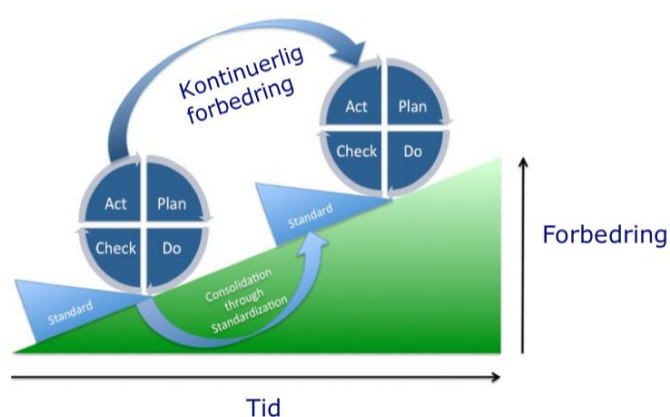 Kontinuerlig
forbedring
Act
Plan
Check
Do
Act
Plan
Check
Do
Standard
Standard
Consolidation
through
Standardization
Forbedring
Tid